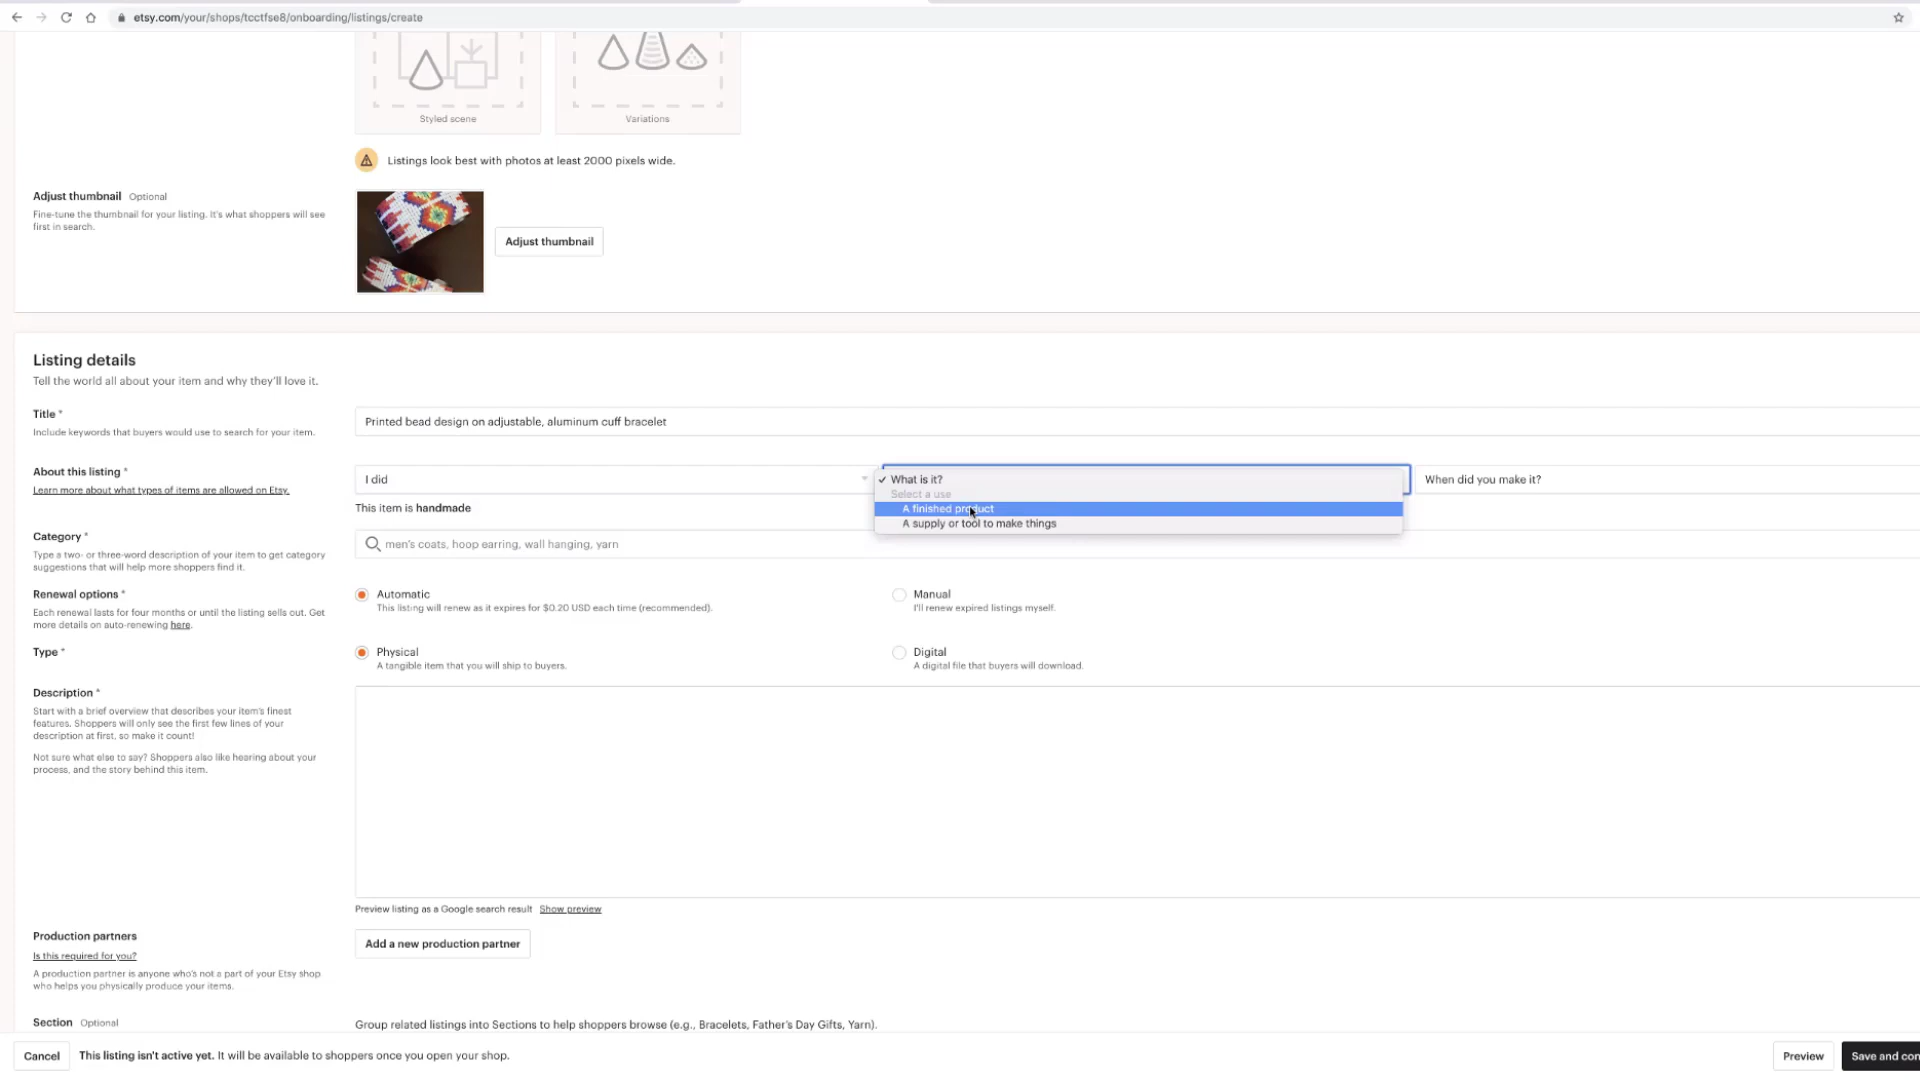 etsy.com/your/shops/tcctfse8/onboarding/listings/create
Styled scene
Variations
Listings look best with photos at least 2000 pixels wide.
Adjust thumbnail Optional
Fine-tune the thumbnail for your listing. It's what shoppers will see
first in search.
Adjust thumbnail
Listing details
Tell the world all about your item and why they'll love it.
Title *
Include keywords that buyers would use to search for your item.
Printed bead design on adjustable, aluminum cuff bracelet
About this listing *
Learn more about what types of items are allowed on Etsy.
I did
This item is handmade
✓ What is it?
Select a use
A finished product
A supply or tool to make things
When did you make it?
Category *
Type a two- or three-word description of your item to get category
suggestions that will help more shoppers find it.
men's coats, hoop earring, wall hanging, yarn
Renewal options *
Each renewal lasts for four months or until the listing sells out. Get
more details on auto-renewing here.
Automatic
This listing will renew as it expires for $0.20 USD each time (recommended).
Manual
I'll renew expired listings myself.
Type *
Physical
A tangible item that you will ship to buyers.
Digital
A digital file that buyers will download.
Description *
Start with a brief overview that describes your item's finest
features. Shoppers will only see the first few lines of your
description at first, so make it count!
Not sure what else to say? Shoppers also like hearing about your
process, and the story behind this item.
Preview listing as a Google search result Show preview
Production partners
Is this required for you?
A production partner is anyone who's not a part of your Etsy shop
who helps you physically produce your items.
Add a new production partner
Section Optional
Group related listings into Sections to help shoppers browse (e.g., Bracelets, Father's Day Gifts, Yarn).
Cancel
This listing isn't active yet. It will be available to shoppers once you open your shop.
Preview
Save and con